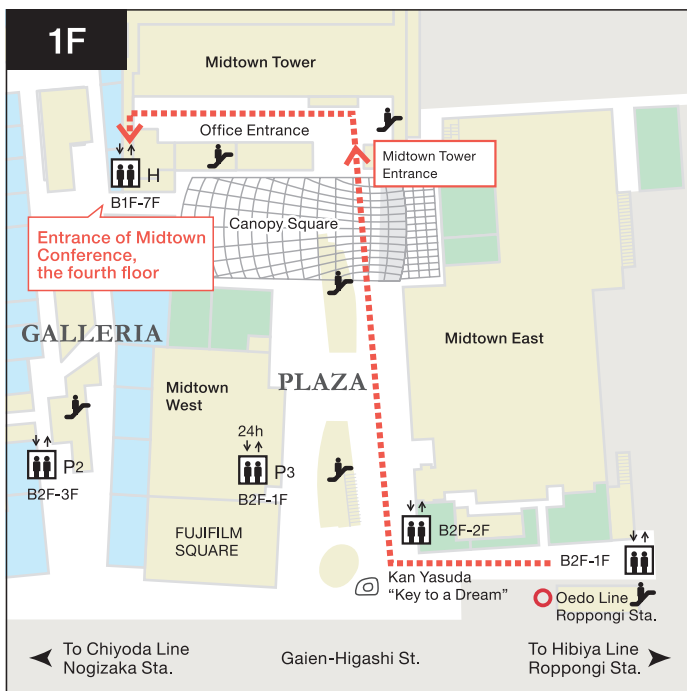 1F
Midtown Tower
Office Entrance
Midtown Tower
Entrance
H
B1F-7F
Canopy Square
Entrance of Midtown
Conference,
the fourth floor
GALLERIA
Midtown East
PLAZA
Midtown
West
24h
P2
B2F-3F
P3
B2F-1F
B2F-2F
FUJIFILM
SQUARE
B2F-1F
Kan Yasuda
“Key to a Dream”
Oedo Line
Roppongi Sta.
To Chiyoda Line
Nogizaka Sta.
Gaien-Higashi St.
To Hibiya Line
Roppongi Sta.